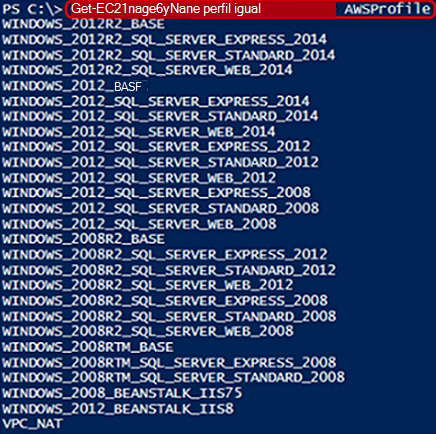 PS C:\> Get-EC21nage6yNane perfil igual AWSProfile
WINDOWS_2012R2_BASE
WINDOWS_2012R2_SQL_SERVER_EXPRESS_2014
WINDOWS_2012R2_SQL_SERVER_STANDARD_2014
WINDOWS_2012R2_SQL_SERVER_WEB_2014
WINDOWS_2012_BASF
WINDOWS_2012_SQL_SERVER_EXPRESS_2014
WINDOWS_2012_SQL_SERVER_STANDARD_2014
WINDOWS_2012_SQL_SERVER_WEB_2014
WINDOWS_2012_SQL_SERVER_EXPRESS_2012
WINDOWS_2012_SQL_SERVER_STANDARD_2012
WINDOWS_2012_SQL_SERVER_WEB_2012
WINDOWS_2012_SQL_SERVER_EXPRESS_2008
WINDOWS_2012_SQL_SERVER_STANDARD_2008
WINDOWS_2012_SQL_SERVER_WEB_2008
WINDOWS_2008R2_BASE
WINDOWS_2008R2_SQL_SERVER_EXPRESS_2012
WINDOWS_2008R2_SQL_SERVER_STANDARD_2012
WINDOWS_2008R2_SQL_SERVER_WEB_2012
WINDOWS_2008R2_SQL_SERVER_EXPRESS_2008
WINDOWS_2008R2_SQL_SERVER_STANDARD_2008
WINDOWS_2008R2_SQL_SERVER_WEB_2008
WINDOWS_2008RTM_BASE
WINDOWS_2008RTM_SQL_SERVER_EXPRESS_2008
WINDOWS_2008RTM_SQL_SERVER_STANDARD_2008
WINDOWS_2008_BEANSTALK_IIS75
WINDOWS_2012_BEANSTALK_IIS8
VPC_NAT